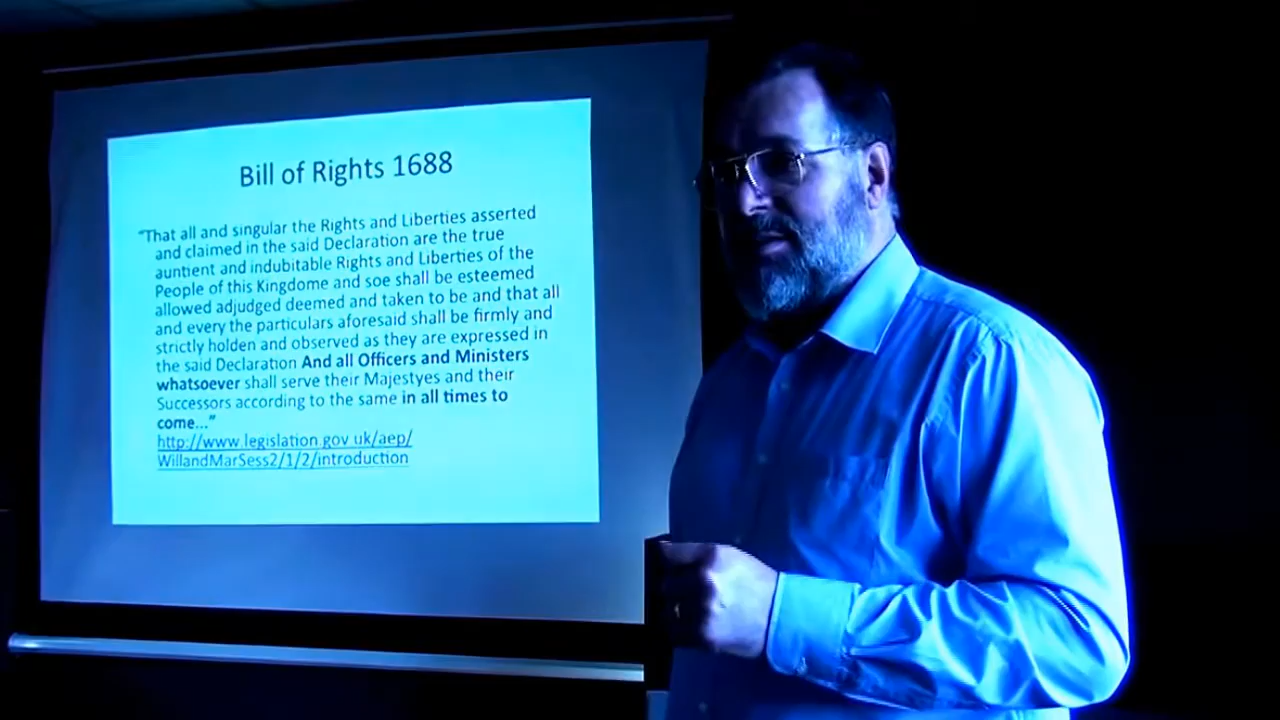 Bill of Rights 1688
"That all and singular the Rights and Liberties asserted
and claimed in the said Declaration are the true
auntient and indubitable Rights and Liberties of the
People of this Kingdome and soe shall be esteemed
allowed adjudged deemed and taken to be and that all
and every the particulars aforesaid shall be firmly and
strictly holden and observed as they are expressed in
the said Declaration And all Officers and Ministers
whatsoever shall serve their Majestyes and their
Successors according to the same in all times to
come..."
http://www.legislation.gov uk/aep/
WillandMarSess2/1/2/introduction